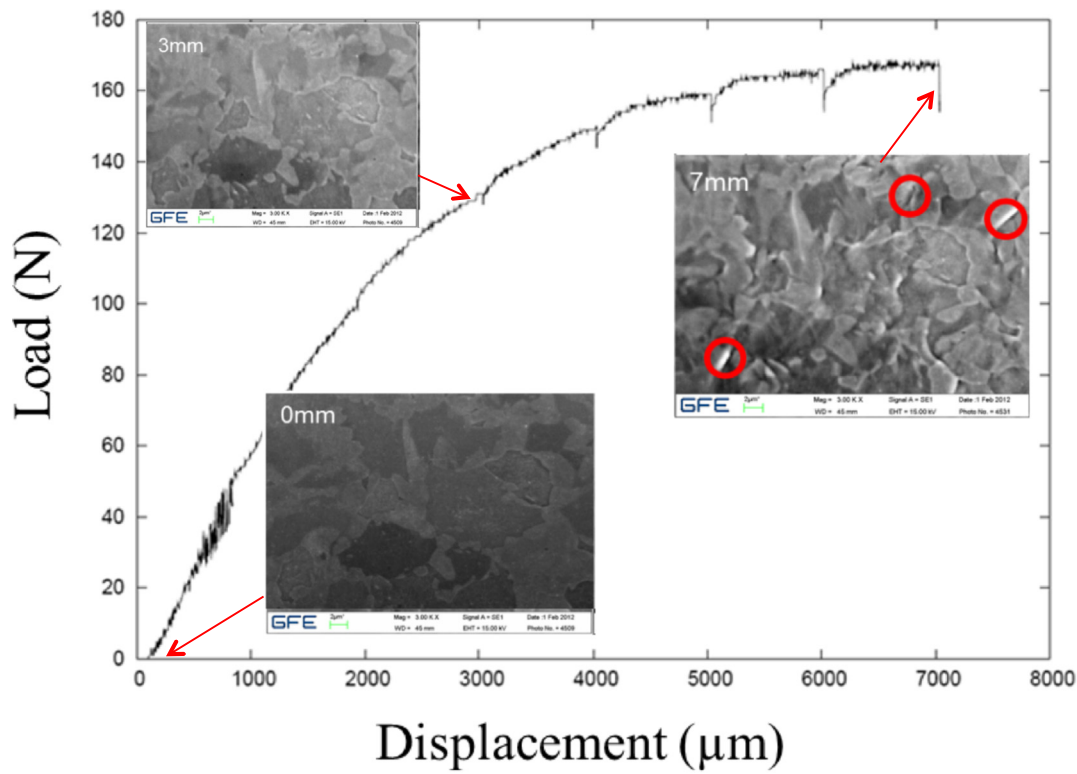 180
160
140
120
100
80
60
40
20
0
Load (N)
3mm
GFE 2µm* Mag = 3.00 K X Signal A = SE1 Date :1 Feb 2012
WD = 45 mm EHT = 15.00 kV Photo No. = 4509
7mm
GFE 2µm* Mag = 3.00 K X Signal A = SE1 Date :1 Feb 2012
WD = 45 mm EHT = 15.00 kV Photo No. = 4531
0mm
GFE 2µm* Mag = 3.00 K X Signal A = SE1 Date :1 Feb 2012
WD = 45 mm EHT = 15.00 kV Photo No. = 4509
0 1000 2000 3000 4000 5000 6000 7000 8000
Displacement (µm)